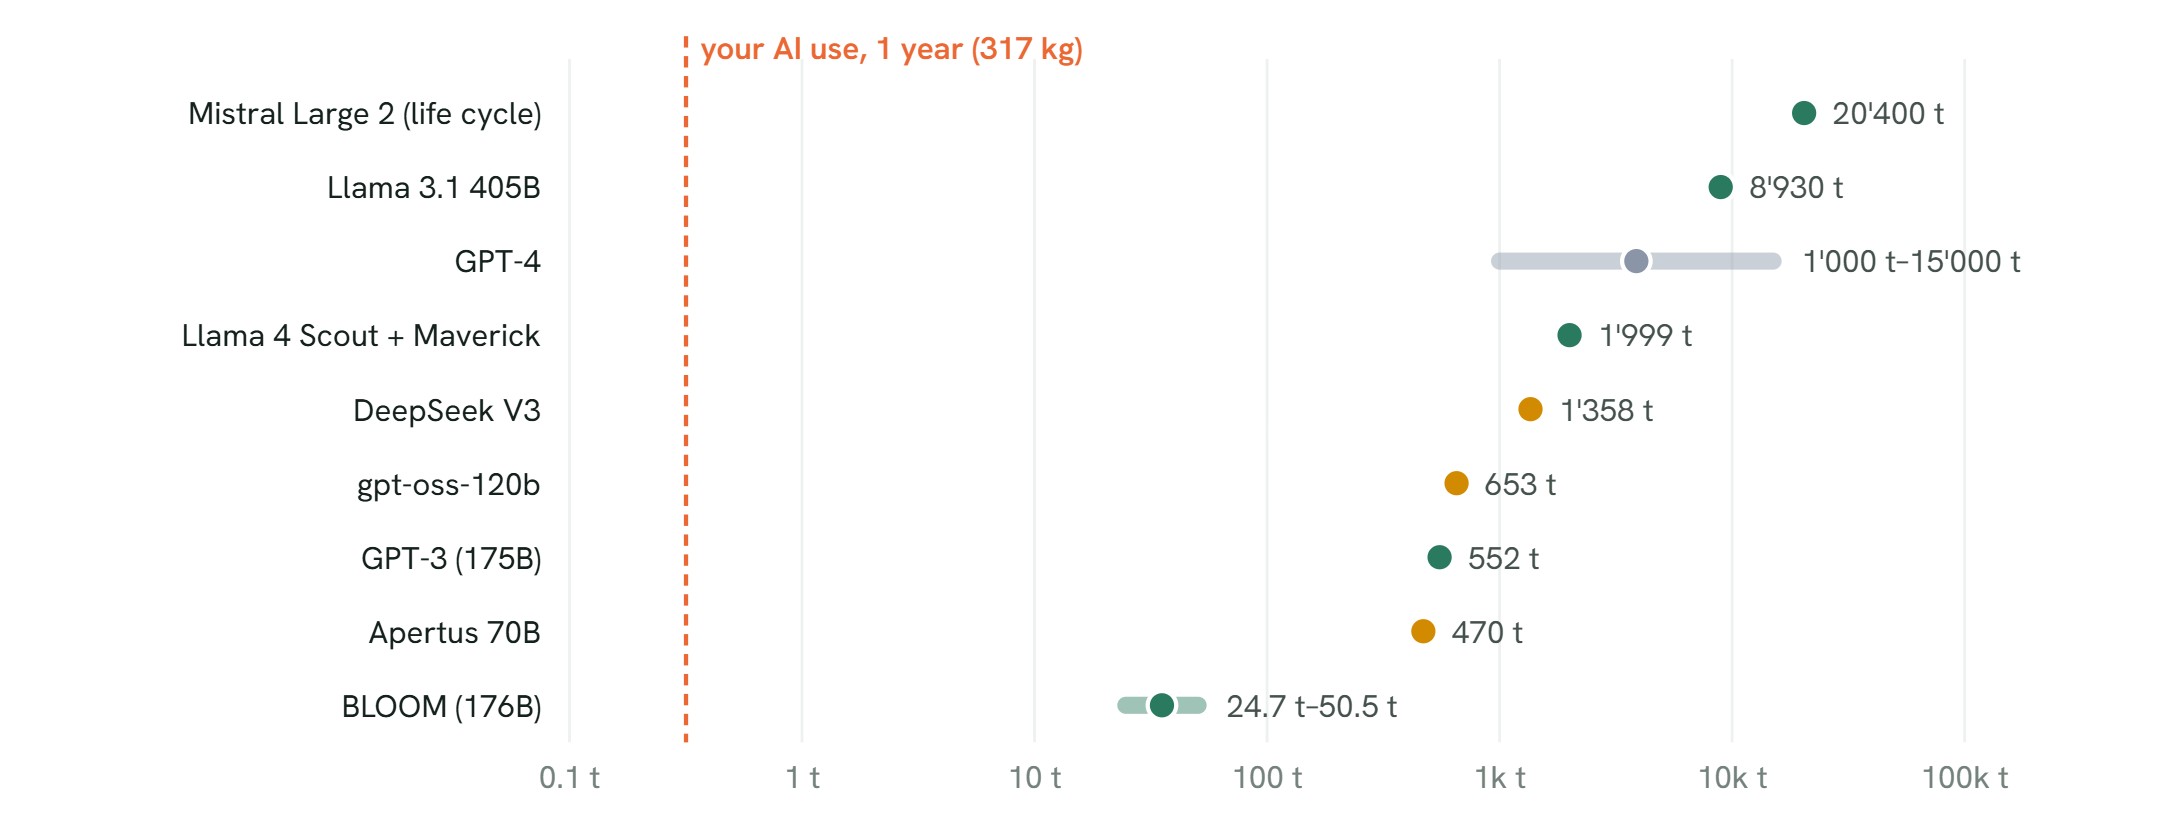 your AI use, 1 year (317 kg)
Mistral Large 2 (life cycle) 20'400 t
Llama 3.1 405B 8'930 t
GPT-4 1'000 t–15'000 t
Llama 4 Scout + Maverick 1'999 t
DeepSeek V3 1'358 t
gpt-oss-120b 653 t
GPT-3 (175B) 552 t
Apertus 70B 470 t
BLOOM (176B) 24.7 t–50.5 t
0.1 t 1 t 10 t 100 t 1k t 10k t 100k t